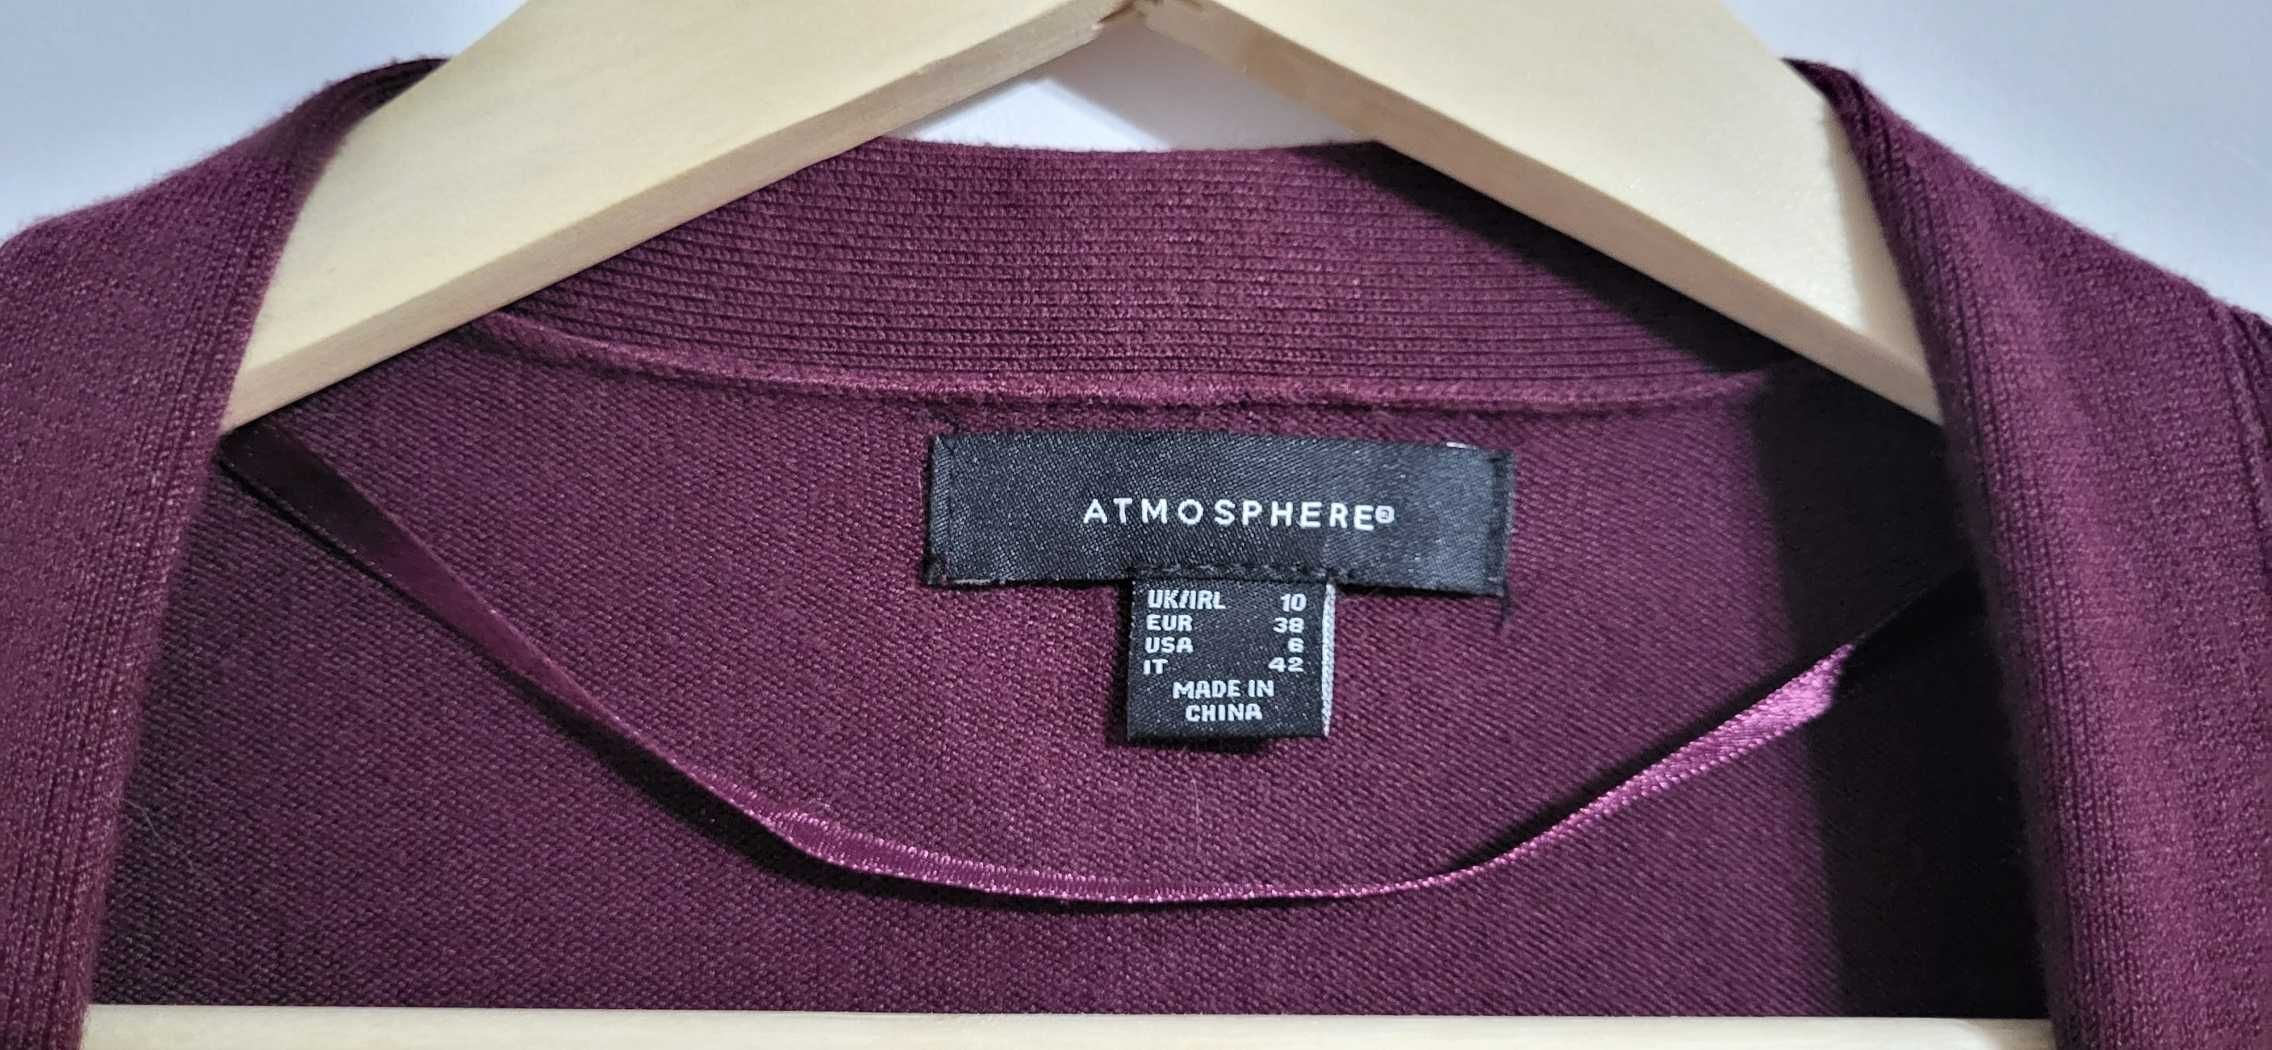 ATMOSPHERE®
UK/IRL 10
EUR 38
USA 6
IT 42
MADE IN
CHINA